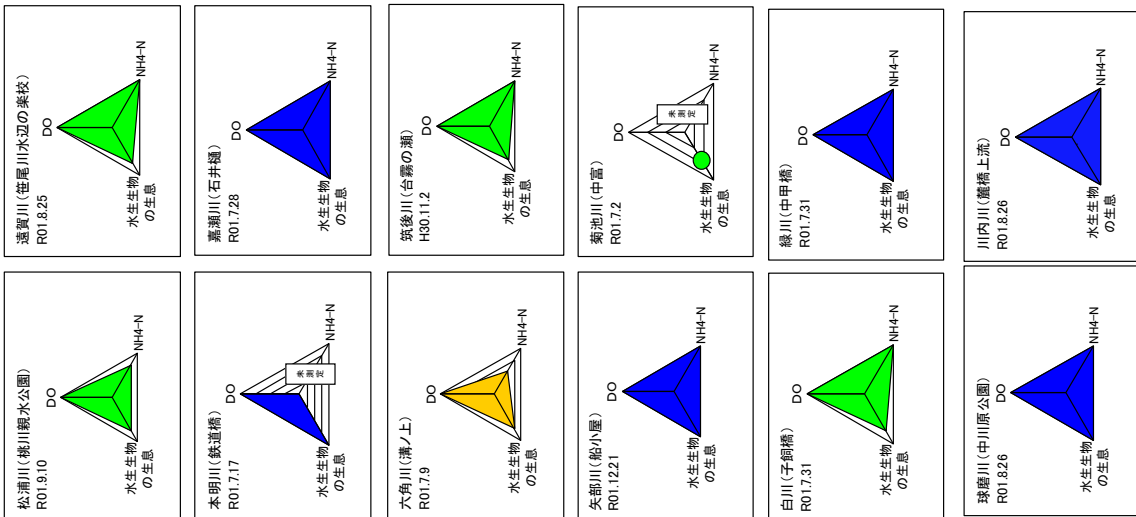 遠賀川(笹尾川水辺の楽校)
R01.8.25
DO
NH4-N
水生生物
の生息
嘉瀬川(石井樋)
R01.7.28
DO
NH4-N
水生生物
の生息
筑後川(台霧の瀬)
H30.11.2
DO
NH4-N
水生生物
の生息
菊池川(中富)
R01.7.2
DO
未測定
NH4-N
水生生物
の生息
緑川(中甲橋)
R01.7.31
DO
NH4-N
水生生物
の生息
川内川(麓橋上流)
R01.8.26
DO
NH4-N
水生生物
の生息
松浦川(桃川親水公園)
R01.9.10
DO
NH4-N
水生生物
の生息
本明川(鉄道橋)
R01.7.17
DO
未測定
NH4-N
水生生物
の生息
六角川(溝ノ上)
R01.7.9
DO
NH4-N
水生生物
の生息
矢部川(船小屋)
R01.12.21
DO
NH4-N
水生生物
の生息
白川(子飼橋)
R01.7.31
DO
NH4-N
水生生物
の生息
球磨川(中川原公園)
R01.8.26
DO
NH4-N
水生生物
の生息